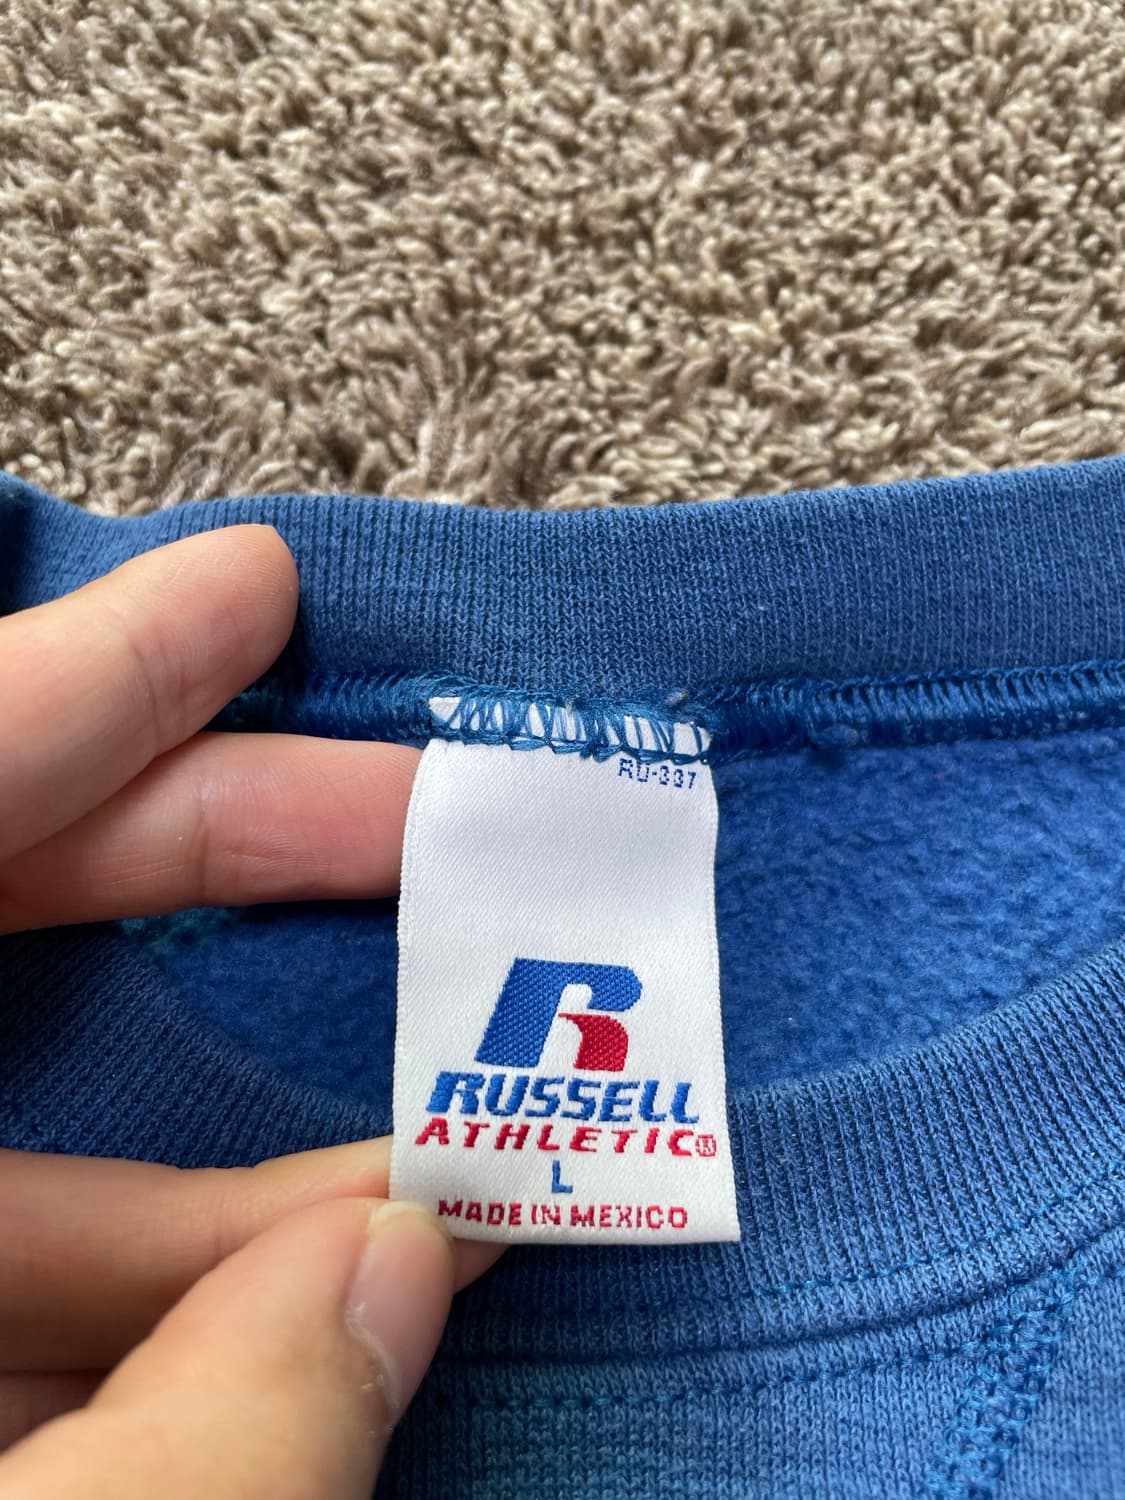 RU-337
RUSSELL
ATHLETIC®
L
MADE IN MEXICO